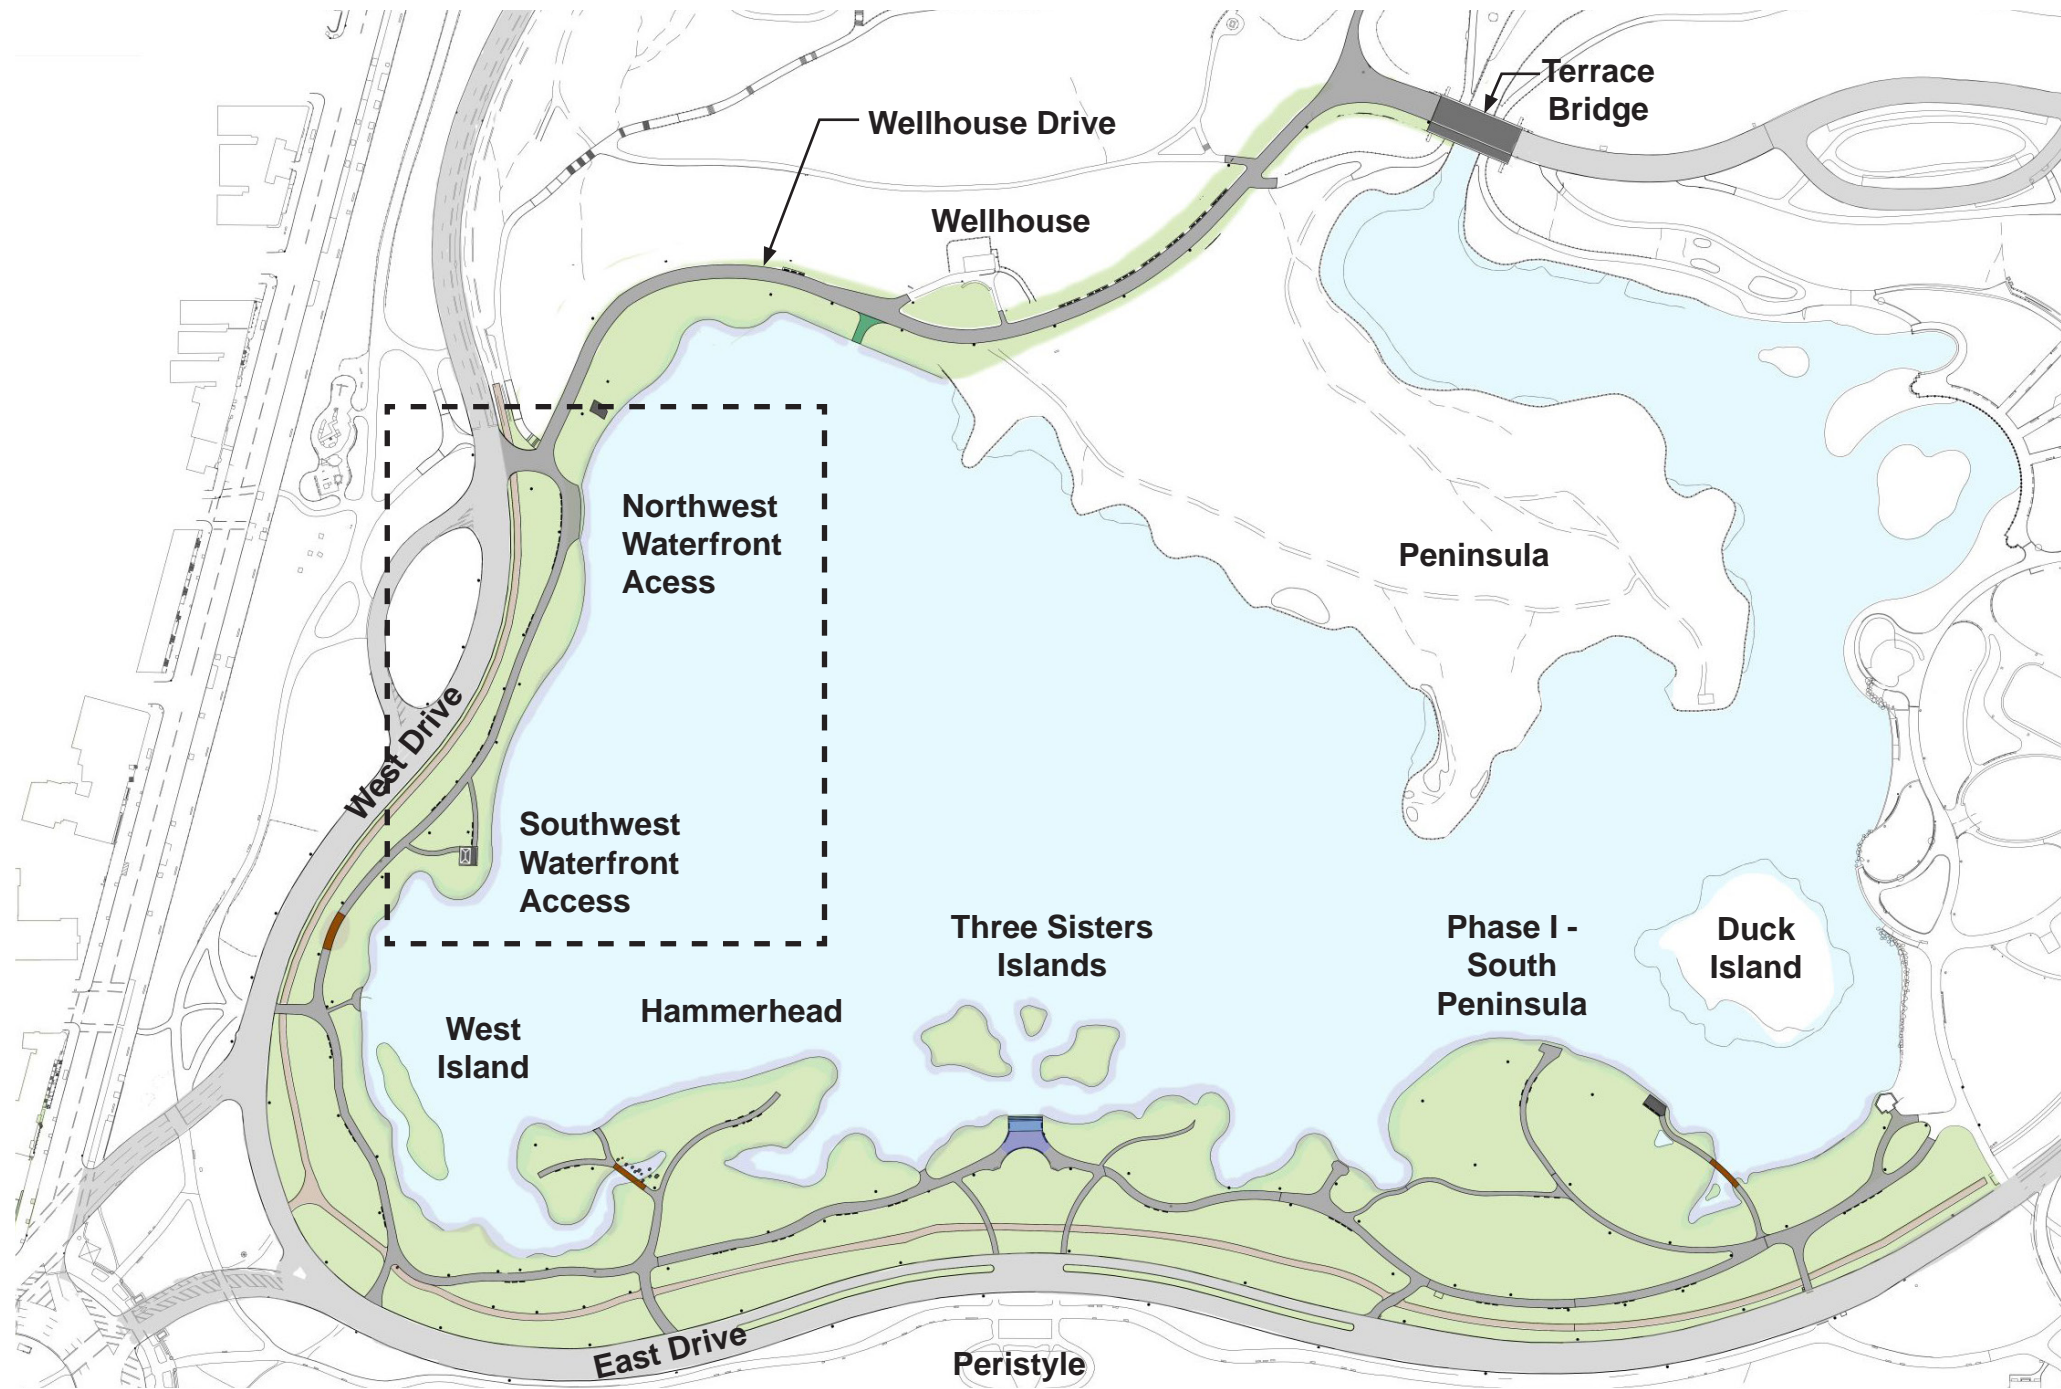 Terrace
Bridge
Wellhouse Drive
Wellhouse
Northwest
Waterfront
Acess
Peninsula
West Drive
Southwest
Waterfront
Access
Three Sisters
Islands
Phase I -
South
Peninsula
Duck
Island
Hammerhead
West
Island
East Drive
Peristyle